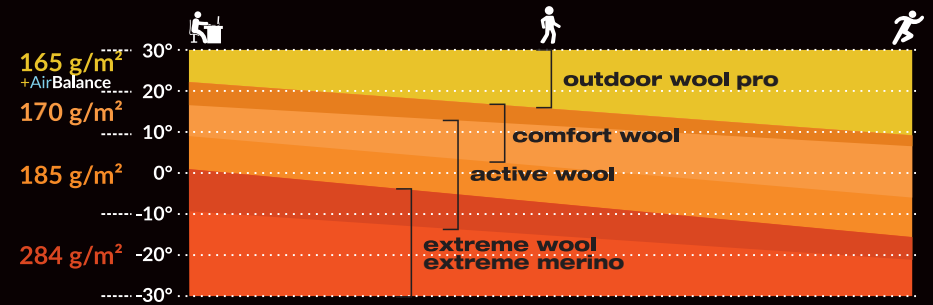 165 g/m²
+AirBalance
170 g/m²
185 g/m²
284 g/m²
30°
20°
10°
0°
-10°
-20°
-30°
outdoor wool pro
comfort wool
active wool
extreme wool
extreme merino